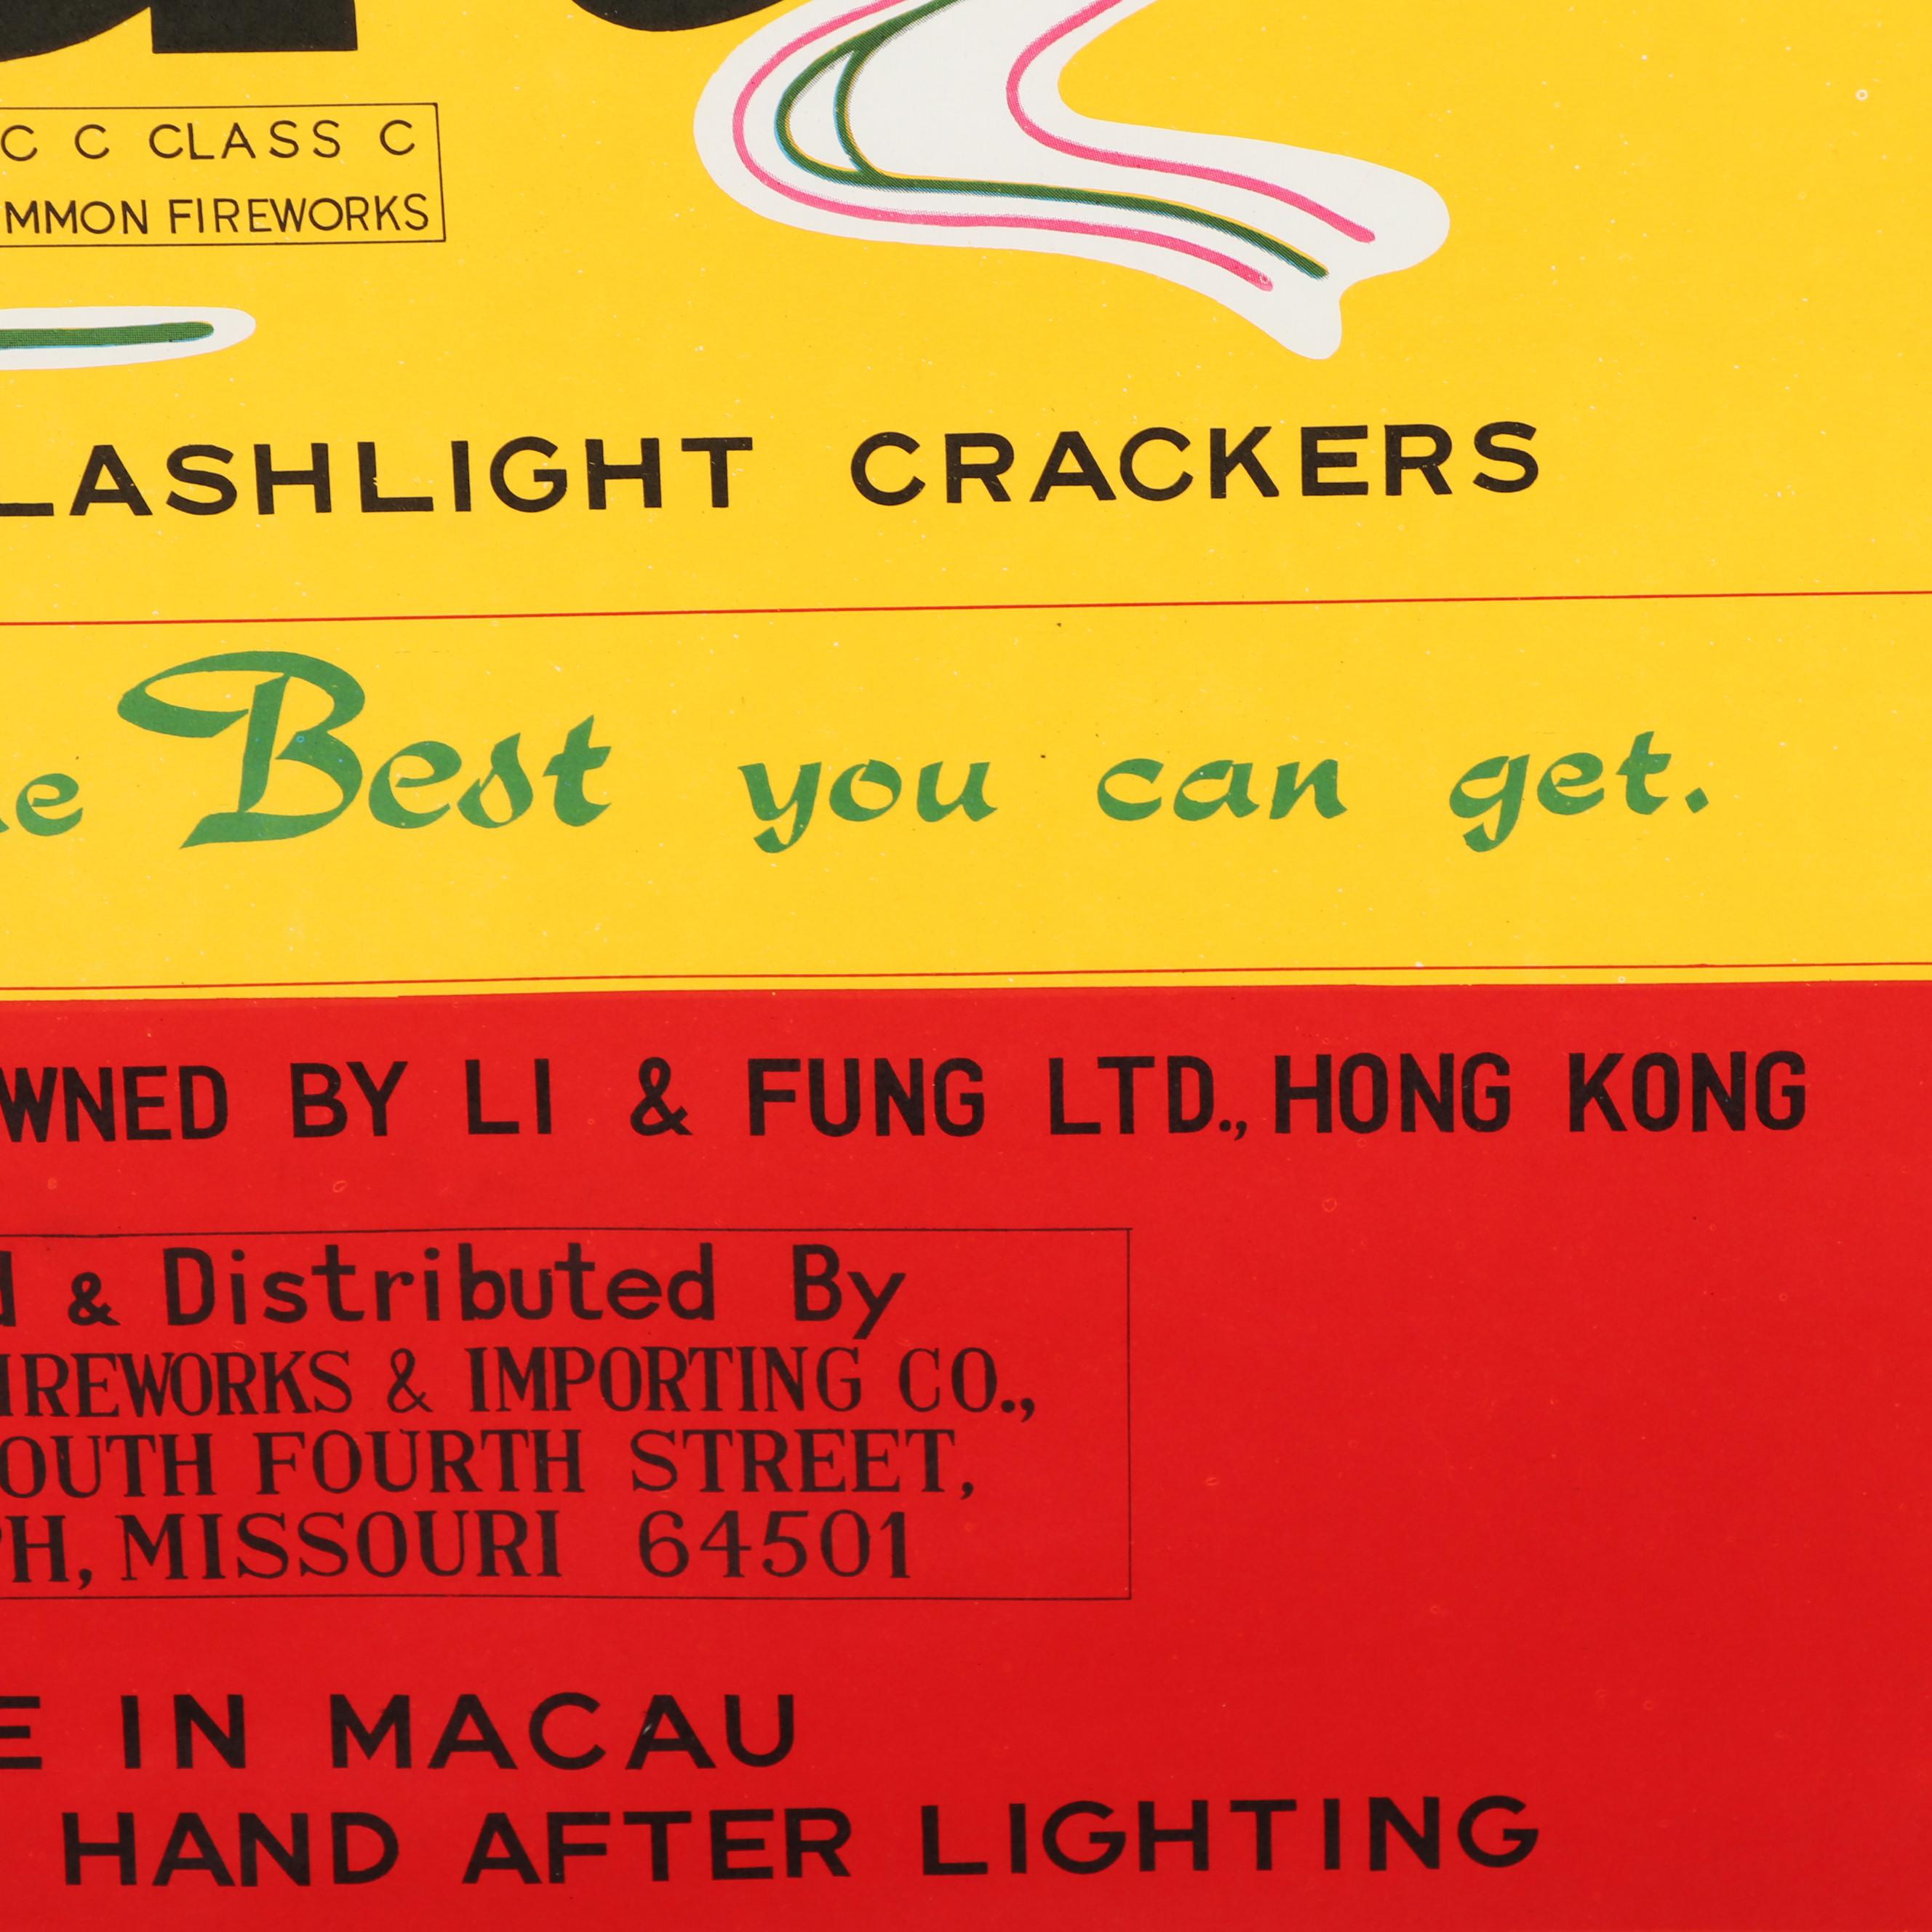 C C CLASS C
MMON FIREWORKS
LASHLIGHT CRACKERS
e Best you can get.
WNED BY LI & FUNG LTD., HONG KONG
d & Distributed By
IREWORKS & IMPORTING CO.,
OUTH FOURTH STREET,
PH, MISSOURI 64501
E IN MACAU
HAND AFTER LIGHTING